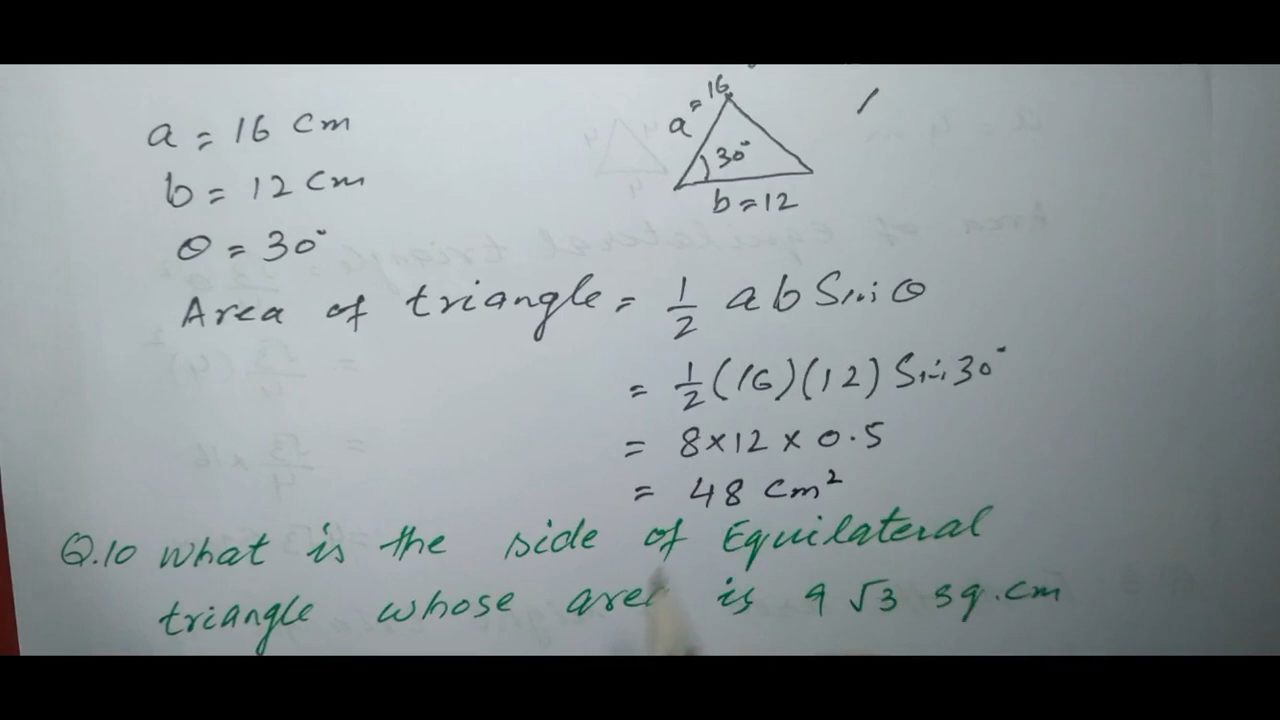 a = 16 cm
a = 16
b = 12 cm
30°
b = 12
θ = 30°
Area of triangle = 1/2 ab Sin θ
= 1/2 (16)(12) Sin 30°
= 8 × 12 × 0.5
= 48 cm²
Q.10 What is the side of Equilateral
triangle whose area is 9 √3 sq. cm